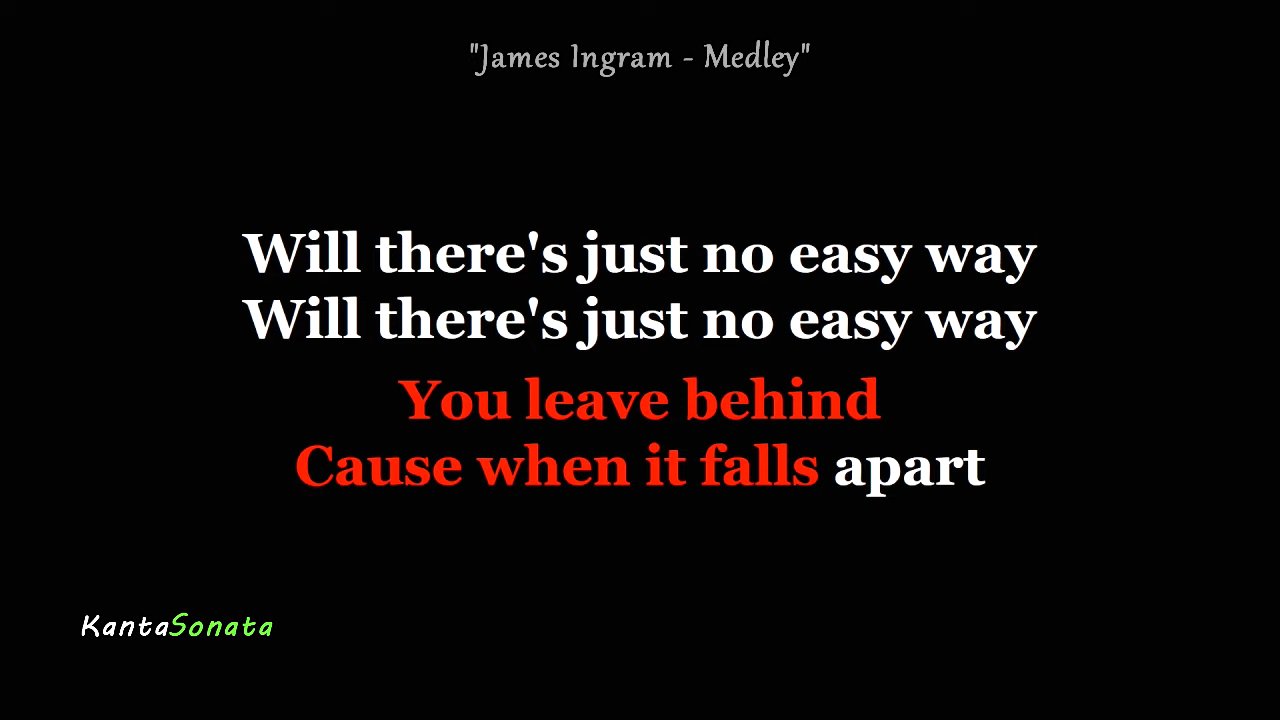 "James Ingram - Medley"
Will there's just no easy way
Will there's just no easy way
You leave behind
Cause when it falls apart
KantaSonata